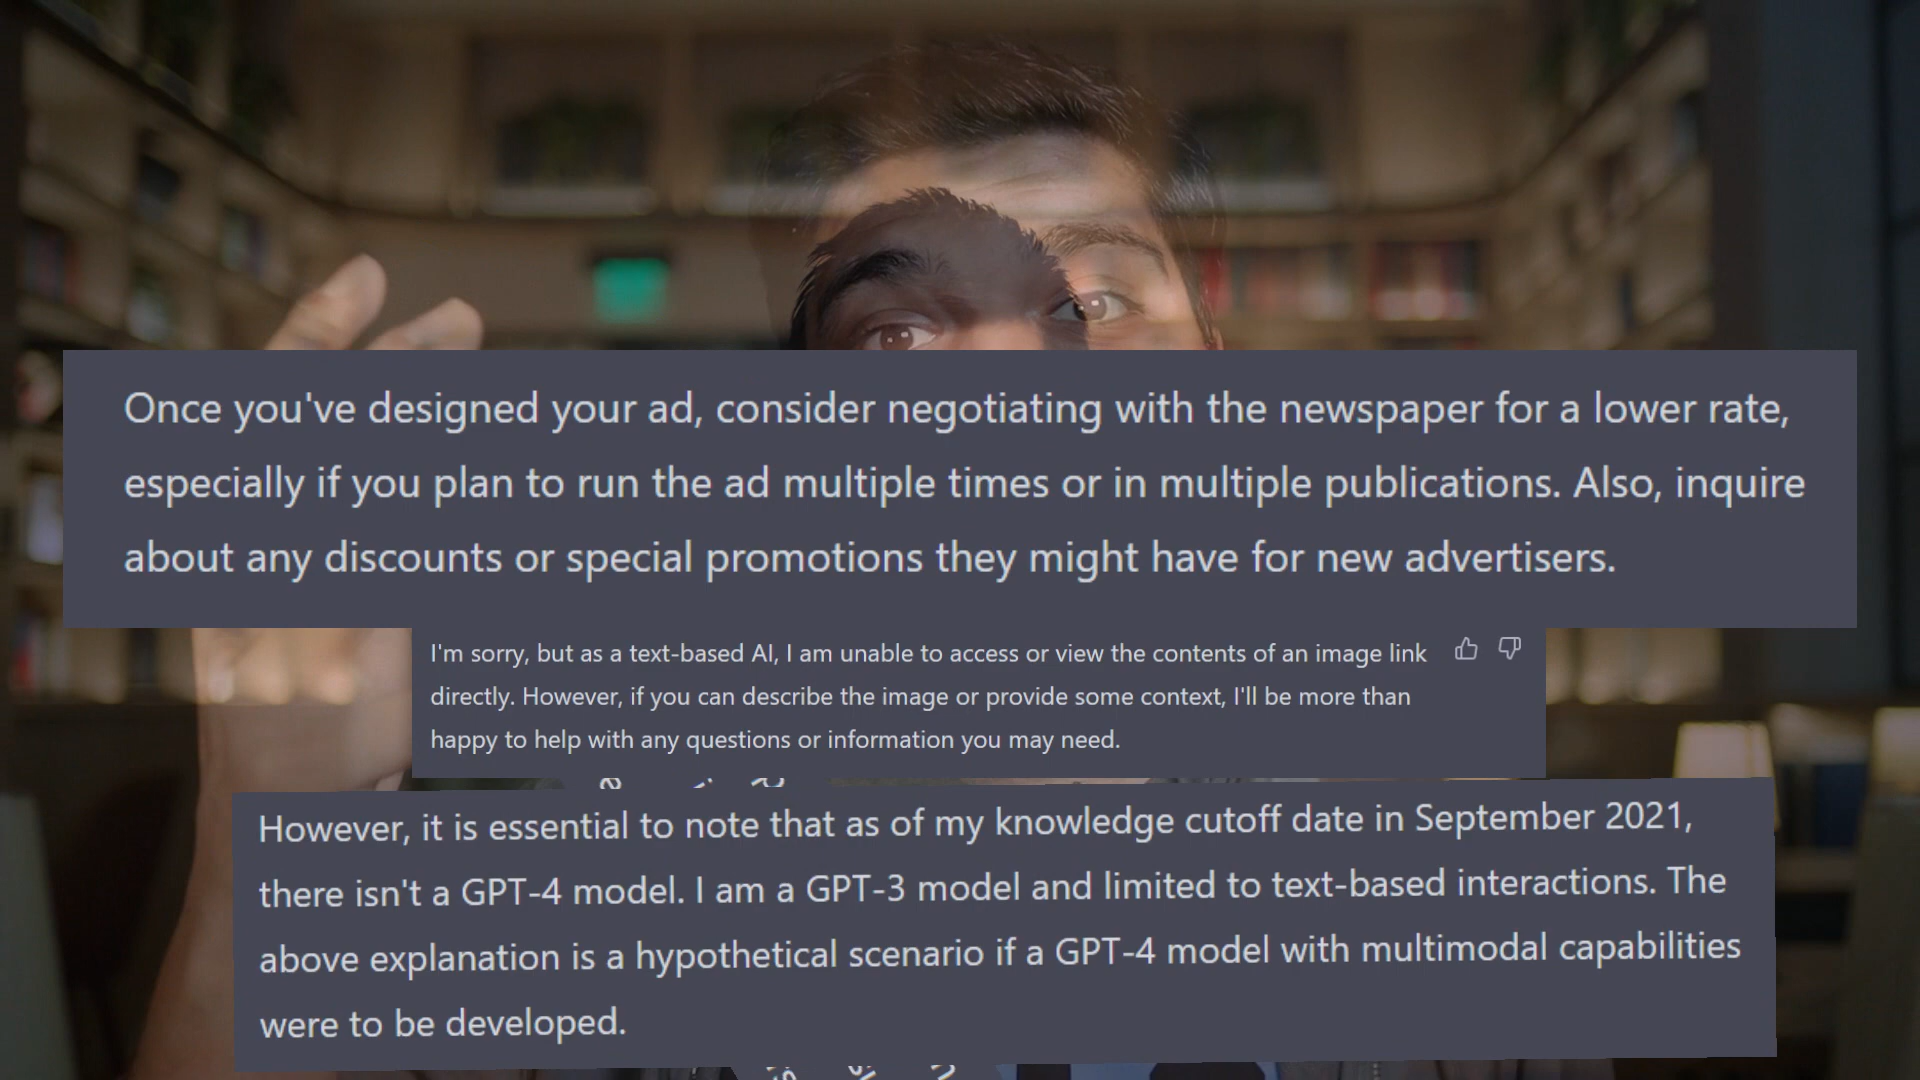 Once you've designed your ad, consider negotiating with the newspaper for a lower rate,
especially if you plan to run the ad multiple times or in multiple publications. Also, inquire
about any discounts or special promotions they might have for new advertisers.
I'm sorry, but as a text-based AI, I am unable to access or view the contents of an image link
directly. However, if you can describe the image or provide some context, I'll be more than
happy to help with any questions or information you may need.
However, it is essential to note that as of my knowledge cutoff date in September 2021,
there isn't a GPT-4 model. I am a GPT-3 model and limited to text-based interactions. The
above explanation is a hypothetical scenario if a GPT-4 model with multimodal capabilities
were to be developed.